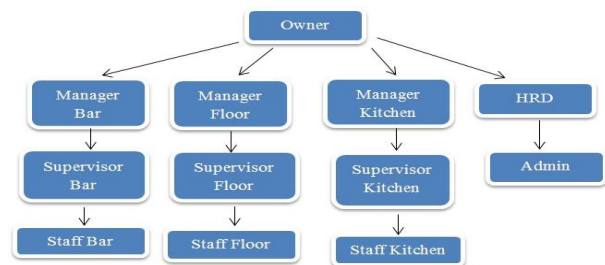 Owner
Manager
Bar
Manager
Floor
Manager
Kitchen
HRD
Supervisor
Bar
Supervisor
Floor
Supervisor
Kitchen
Admin
Staff Bar
Staff Floor
Staff Kitchen